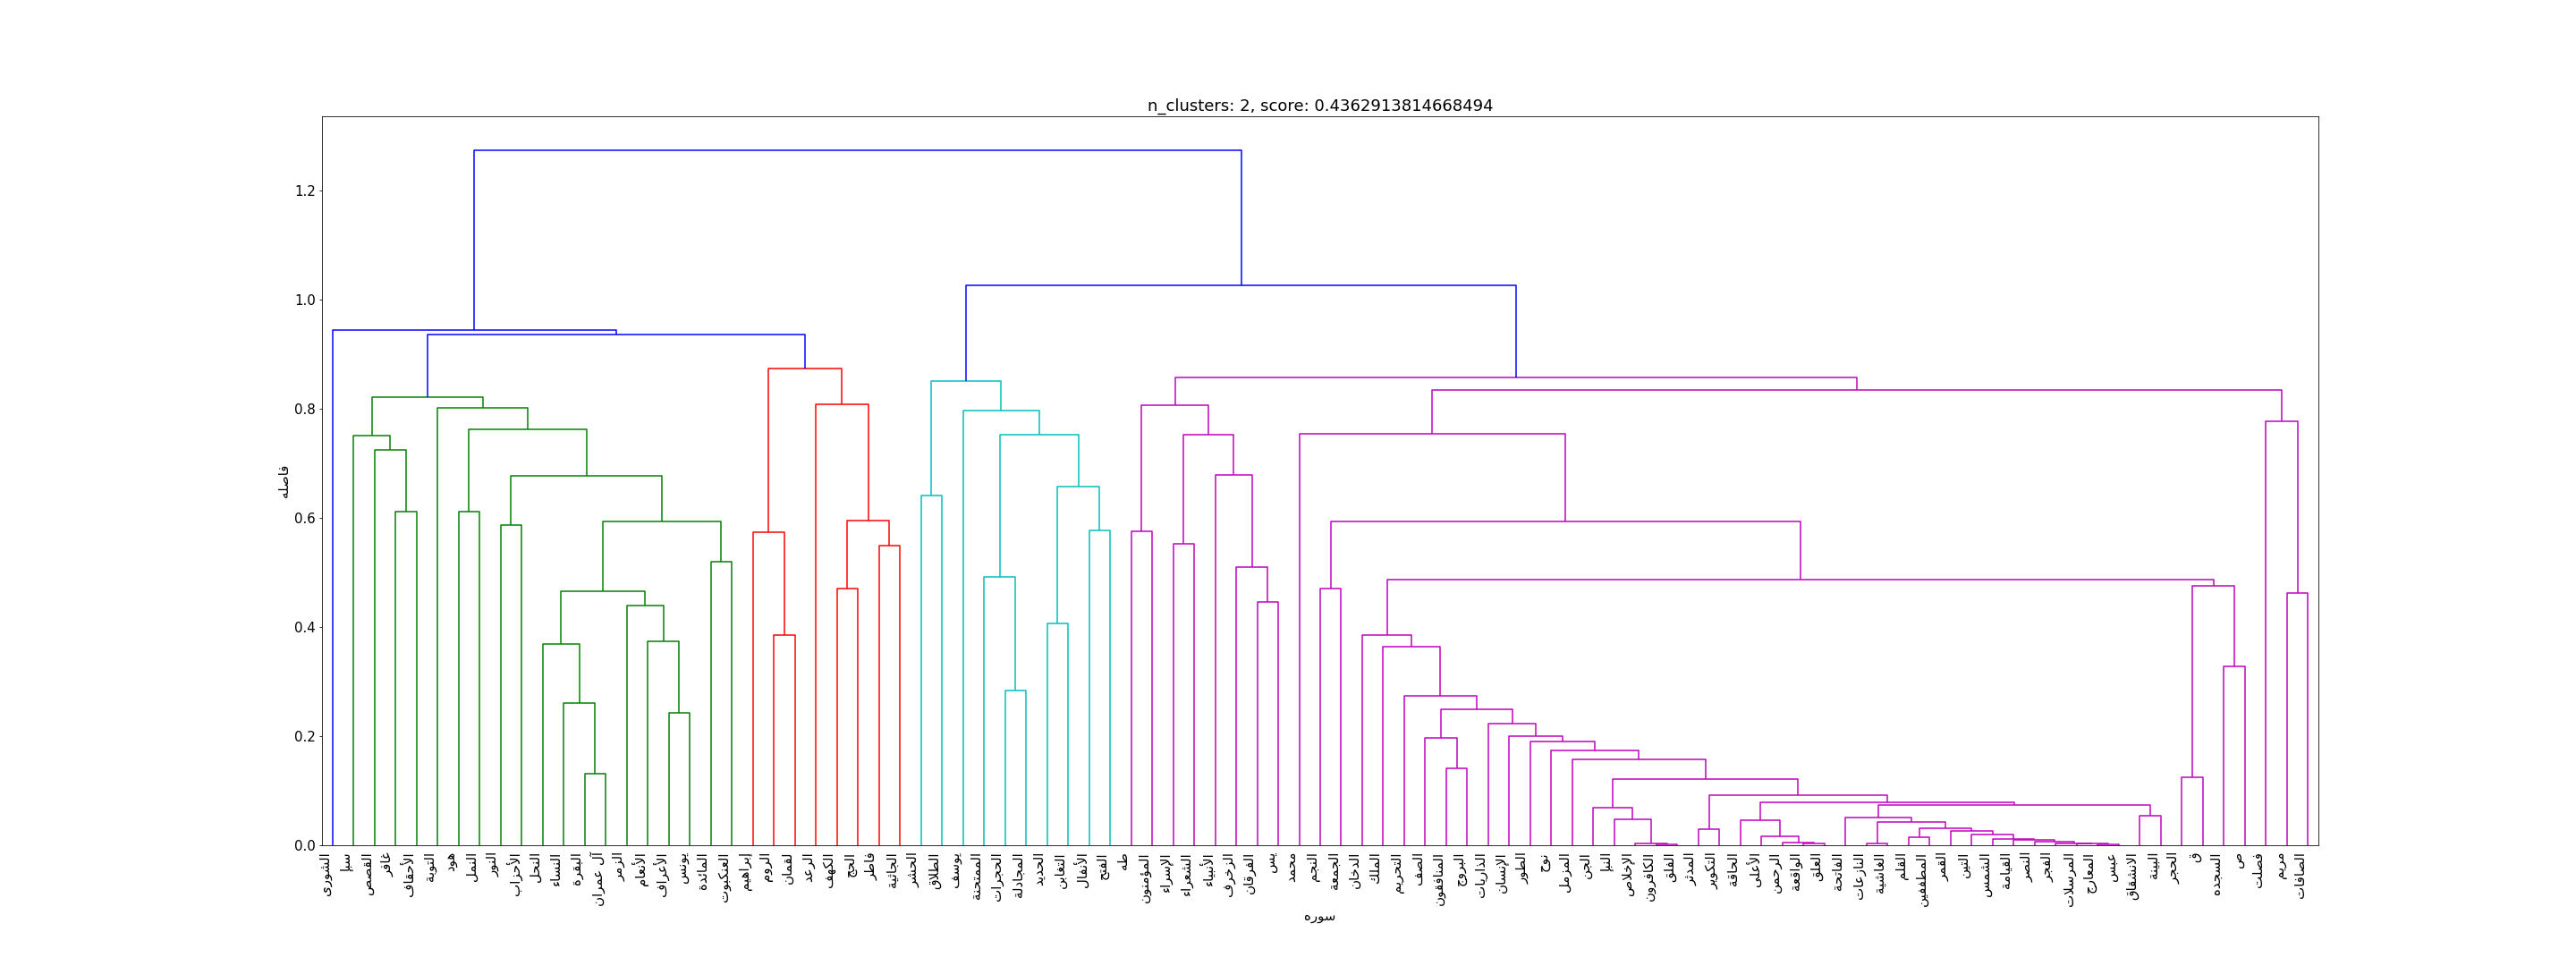 n_clusters: 2, score: 0.4362913814668494
1.2
1.0
0.8
0.6
0.4
0.2
0.0
فاصله
الشورى
سبإ
القصص
غافر
الأحقاف
التوبة
هود
النمل
النور
الأحزاب
النحل
النساء
البقرة
آل عمران
الزمر
الأنعام
الأعراف
يونس
المائدة
العنكبوت
إبراهيم
الروم
لقمان
الرعد
الكهف
الحج
فاطر
الجاثية
الحشر
الطلاق
يوسف
الممتحنة
الحجرات
المجادلة
الحديد
التغابن
الأنفال
الفتح
طه
المؤمنون
الإسراء
الشعراء
الأنبياء
الزخرف
الفرقان
يس
محمد
النجم
الجمعة
الدخان
الملك
التحريم
الصف
المنافقون
البروج
الذاريات
الإنسان
الطور
نوح
المزمل
الجن
النبإ
الإخلاص
الكافرون
الفلق
المدثر
التكوير
الحاقة
الأعلى
الرحمن
الواقعة
العلق
الفاتحة
النازعات
الغاشية
القلم
المطففين
القمر
التين
الشمس
القيامة
النصر
الفجر
المرسلات
المعارج
عبس
الانشقاق
البينة
الحجر
ق
السجده
ص
فصلت
مريم
الصافات
سوره